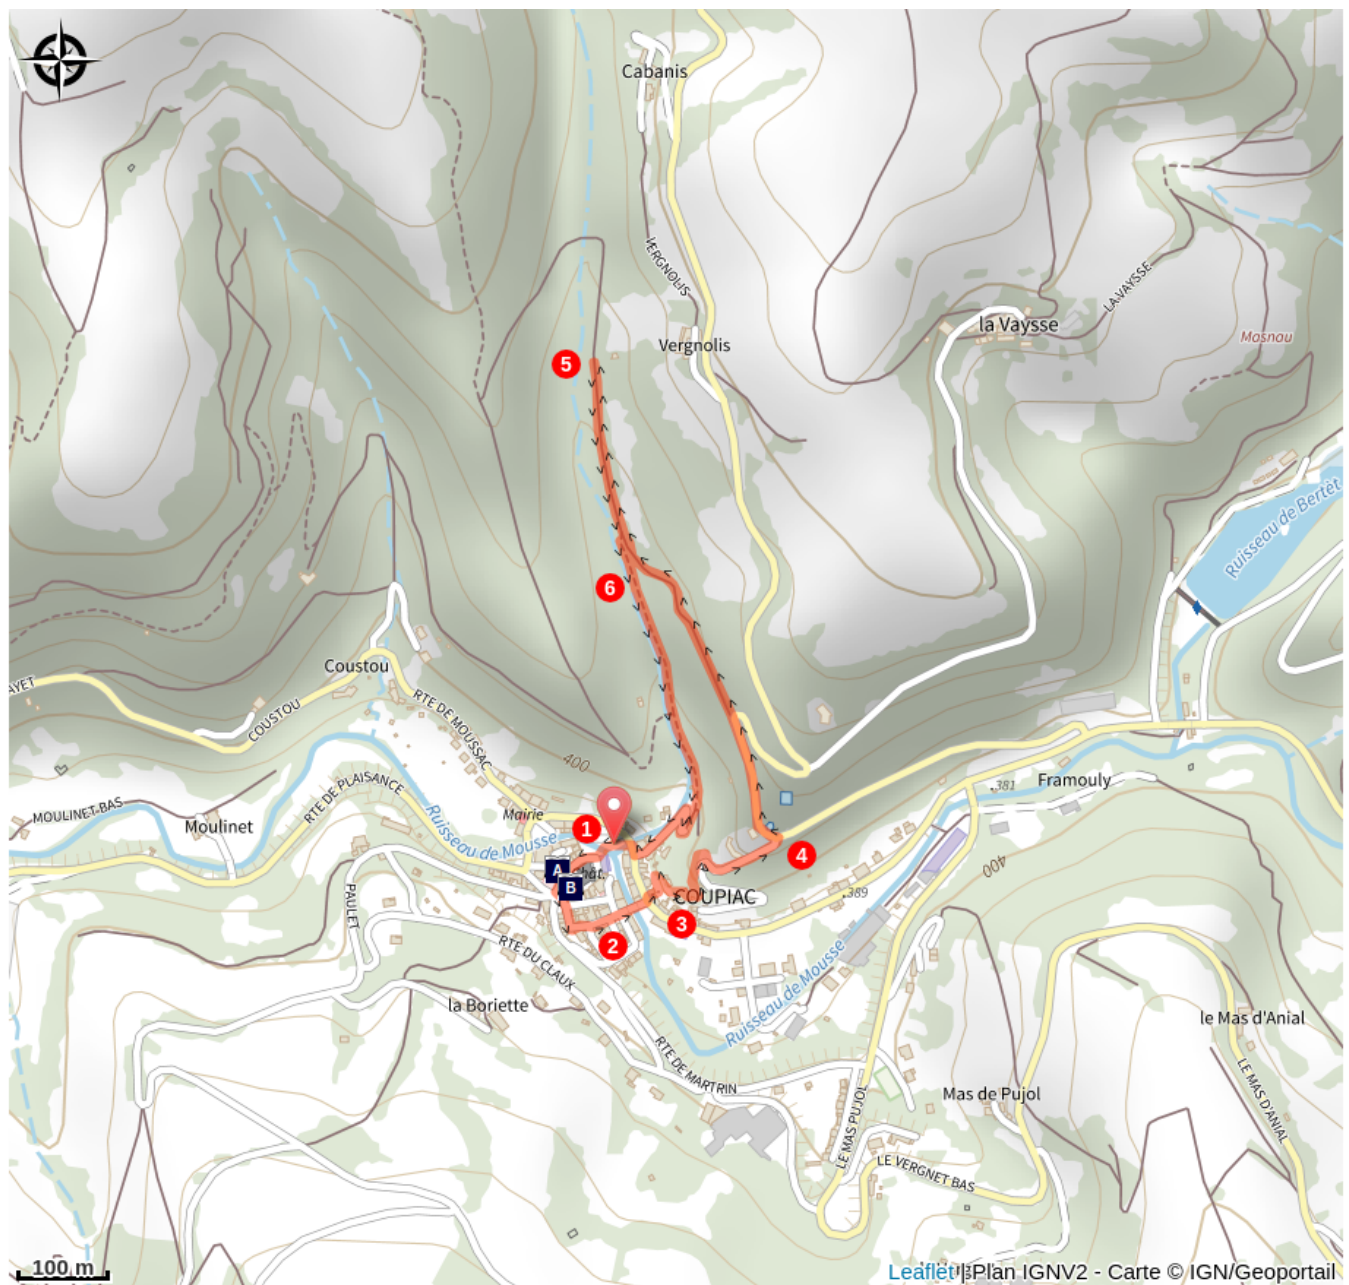 Cabanis
VERGNOLIS
LA VAYSSE
la Vaysse
Mosnau
Vergnolis
5
Ruisseau de Bertèt
6
Coustou
AYET
COUSTOU
RTE DE MOUSSAC
400
Framouly
381
MOULINET-BAS
Moulinet
RTE DE PLAISANCE
Mairie
1
Ruisseau de Mousse
4
A
hât.
B
COUPIAC
389
400
PAULET
3
2
RTE DU CLAUX
la Boriette
Ruisseau de Mousse
le Mas d'Anial
RTE DE MARTRIN
Mas de Pujol
LE MAS PUJOL
LE MAS D'ANIAL
LE VERGNET BAS
100 m
Leaflet | Plan IGNV2 - Carte © IGN/Geoportail